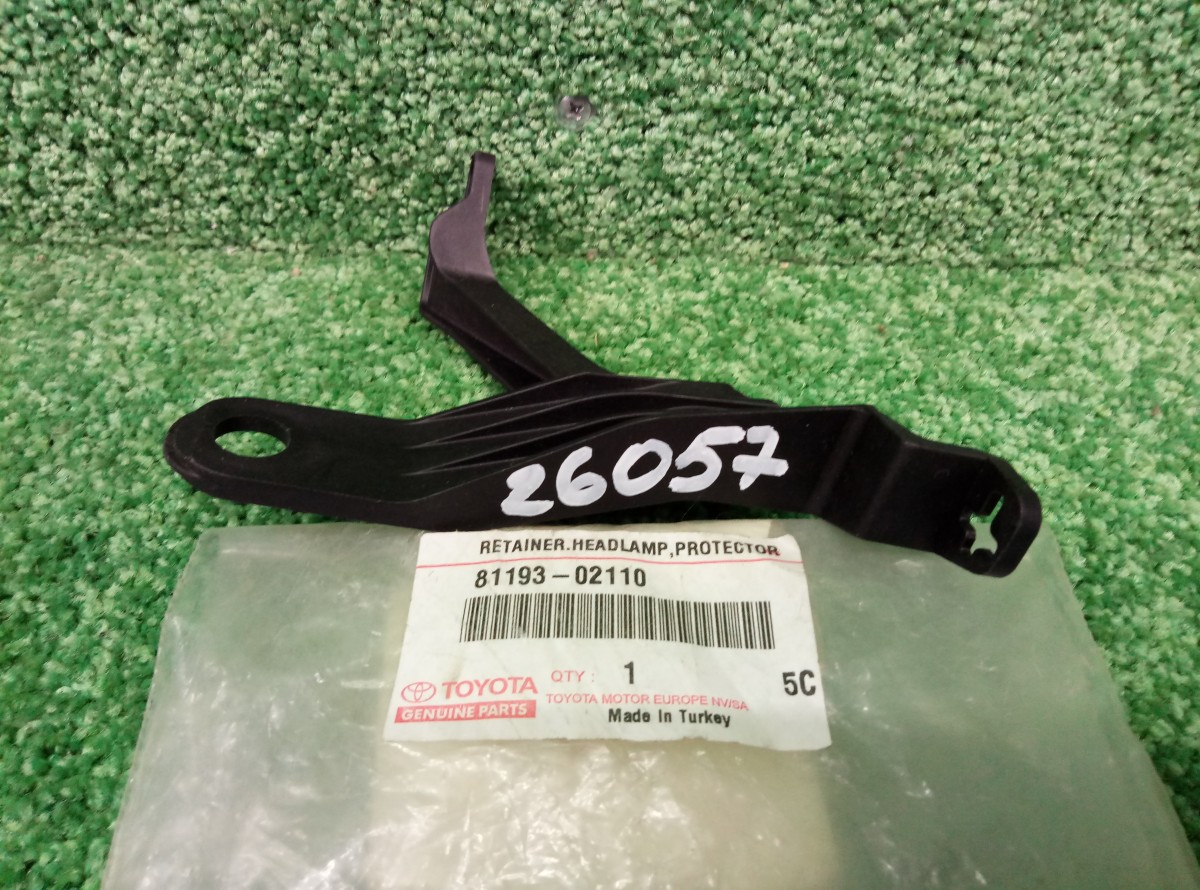 26057
RETAINER.HEADLAMP,PROTECTOR
81193-02110
QTY : 1
5C
TOYOTA
GENUINE PARTS
TOYOTA MOTOR EUROPE NV/SA
Made In Turkey